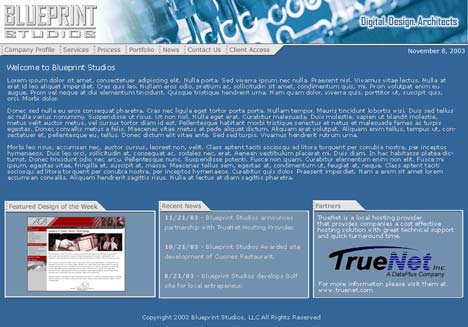 BLUEPRINT
STUDIOS
Digital. Design. Architects
Company Profile Services Process Portfolio News Contact Us Client Access
November 8, 2003
Welcome to Blueprint Studios
Lorem ipsum dolor sit amet, consectetuer adipiscing elit. Nulla porta. Sed viverra ipsum nec nulla. Praesent nisl. Vivamus vitae lectus. Nulla at
erat id leo aliquet imperdiet. Cras quis leo. Nullam eros odio, pretium ac, sollicitudin sit amet, condimentum quis, mi. Proin volutpat enim eu
augue. Proin vel neque at elit elementum tincidunt. Quisque tristique hendrerit urna. Nam quam dolor, viverra quis, porttitor ut, suscipit quis,
orci. Morbi dolor.
Donec sed nulla eu eros consequat pharetra. Cras nec ligula eget tortor porta porta. Nullam tempor. Mauris tincidunt lobortis wisi. Duis sed tellus
ac nulla varius nonummy. Suspendisse ut risus. Ut non nisl. Nulla eget erat. Curabitur malesuada. Duis molestie, sapien ut blandit molestie,
metus velit auctor metus, vel cursus tortor diam id est. Pellentesque habitant morbi tristique senectus et netus et malesuada fames ac turpis
egestas. Donec convallis metus a felis. Maecenas vitae metus at pede aliquet dictum. Aliquam erat volutpat. Aliquam enim tellus, tempus ut, con-
sectetuer et, pellentesque eu, tellus. Donec dictum elit vitae ante. Sed sed turpis. Vivamus hendrerit rutrum urna.
Morbi leo risus, accumsan nec, auctor cursus, laoreet non, velit. Class aptent taciti sociosqu ad litora torquent per conubia nostra, per inceptos
hymenaeos. Duis leo orci, sollicitudin at, consequat ac, sodales nec, erat. Aenean vestibulum placerat mi. Duis diam. In hac habitasse platea dic-
tumst. Donec tincidunt odio nec arcu. Pellentesque nunc. Suspendisse potenti. Fusce non quam. Curabitur elementum enim non elit. Fusce mi
ipsum, egestas vitae, fringilla et, suscipit at, massa. Maecenas tellus sem, egestas at, condimentum ut, feugiat at, neque. Class aptent taciti
sociosqu ad litora torquent per conubia nostra, per inceptos hymenaeos. Curabitur quis dolor. Praesent imperdiet. Nam a enim sit amet lorem
accumsan convallis. Aliquam hendrerit sagittis risus. Nulla at lectus at diam sagittis pharetra.
Featured Design of the Week
Recent News
11/21/03 - Blueprint Studios announces
partnership with TrueNet Hosting Provider.
10/21/03 - Blueprint Studios Awarded site
development of Cusines Restaurant.
8/21/03 - Blueprint Studios develops Golf
site for local entrepeneur.
Partners
TrueNet is a local hosting provider
that provides companies a cost effective
hosting solution with great technical support
and quick turnaround time.
TrueNet, Inc
A DataPlus Company
For more information please visit them at
www.truenet.com
Copyright 2003 Blueprint Studios, LLC All Rights Reserved